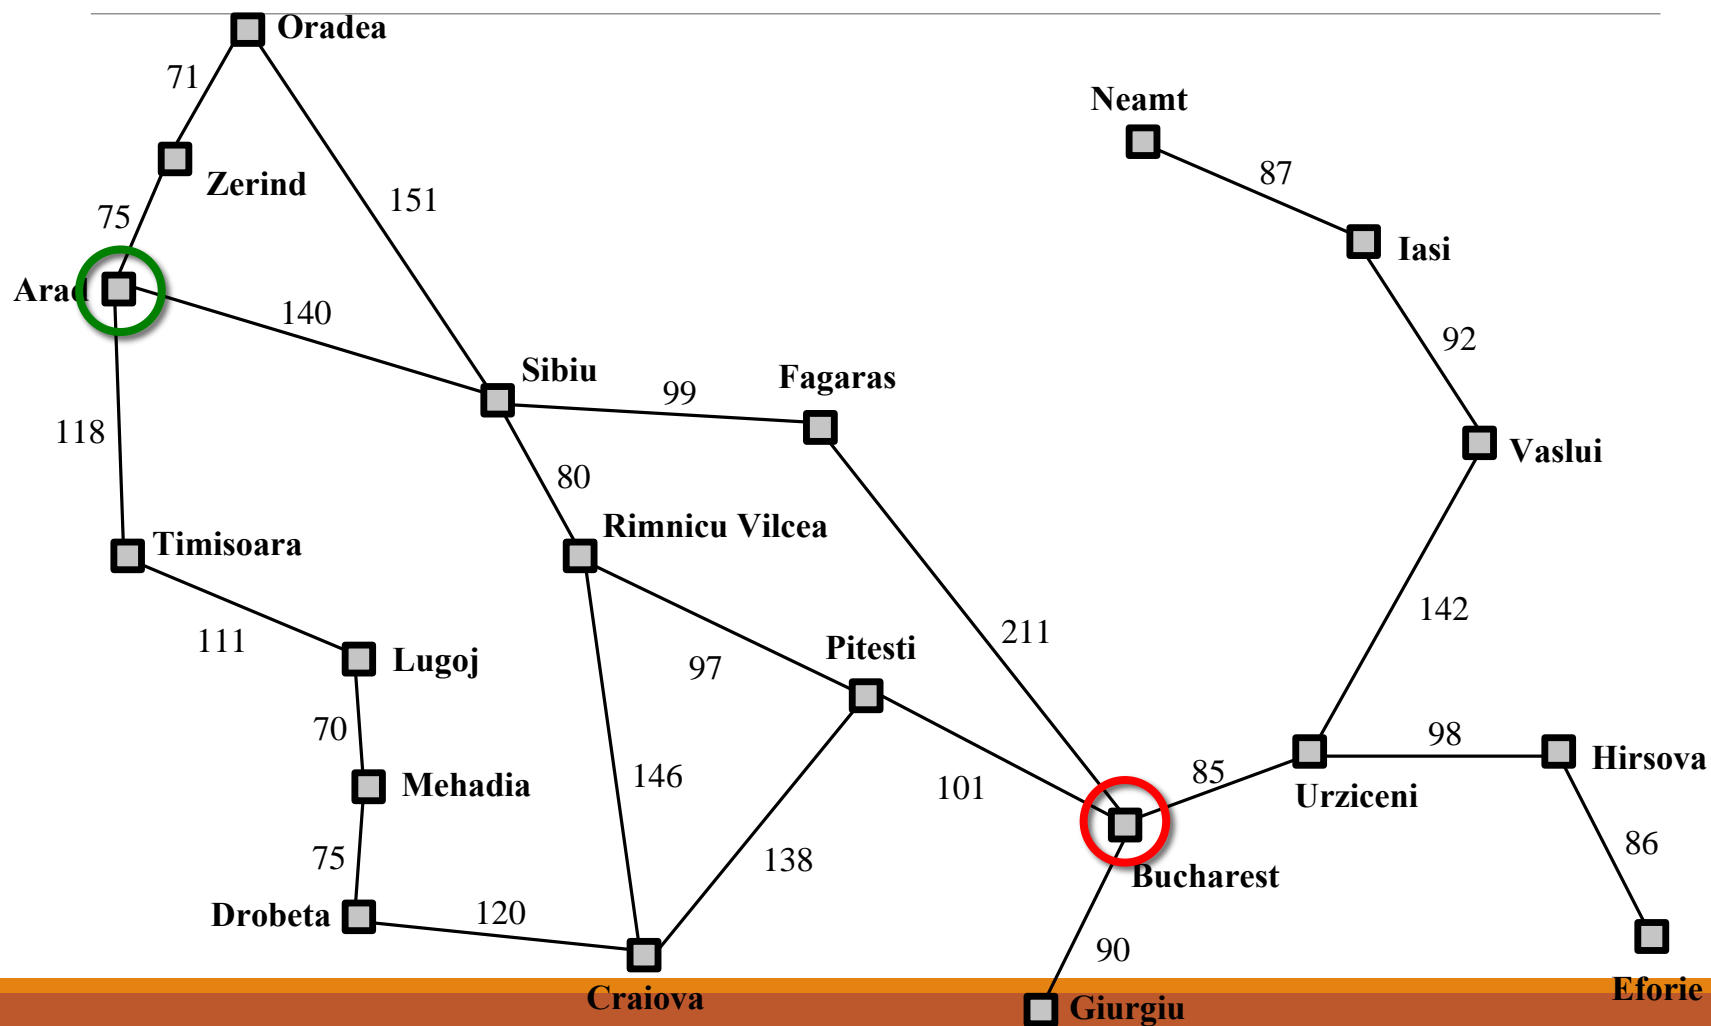 Oradea
71
Neamt
87
Zerind
151
75
Iasi
Arad
140
92
Sibiu
Fagaras
99
118
Vaslui
80
Rimnicu Vilcea
Timisoara
142
211
111
Pitesti
Lugoj
97
70
98
Hirsova
146
85
Mehadia
101
Urziceni
86
75
138
Bucharest
Drobeta
120
90
Eforie
Craiova
Giurgiu